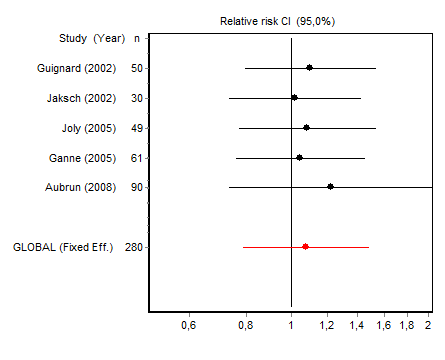 Relative risk CI (95,0%)
Study (Year) n
Guignard (2002) 50
Jaksch (2002) 30
Joly (2005) 49
Ganne (2005) 61
Aubrun (2008) 90
GLOBAL (Fixed Eff.) 280
0,6 0,8 1 1,2 1,4 1,6 1,8 2